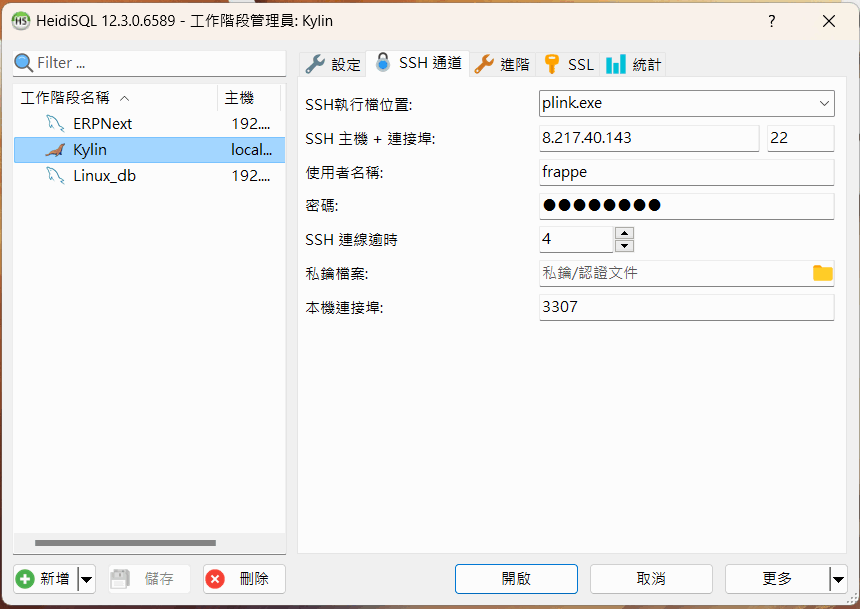 HS HeidiSQL 12.3.0.6589 - 工作階段管理員: Kylin ?
Filter ...
工作階段名稱 主機
ERPNext 192....
Kylin local...
Linux_db 192....
設定 SSH 通道 進階 SSL 統計
SSH執行檔位置: plink.exe
SSH 主機 + 連接埠: 8.217.40.143 22
使用者名稱: frappe
密碼: ●●●●●●●●
SSH 連線逾時 4
私鑰檔案: 私鑰/認證文件
本機連接埠: 3307
新增 儲存 刪除 開啟 取消 更多